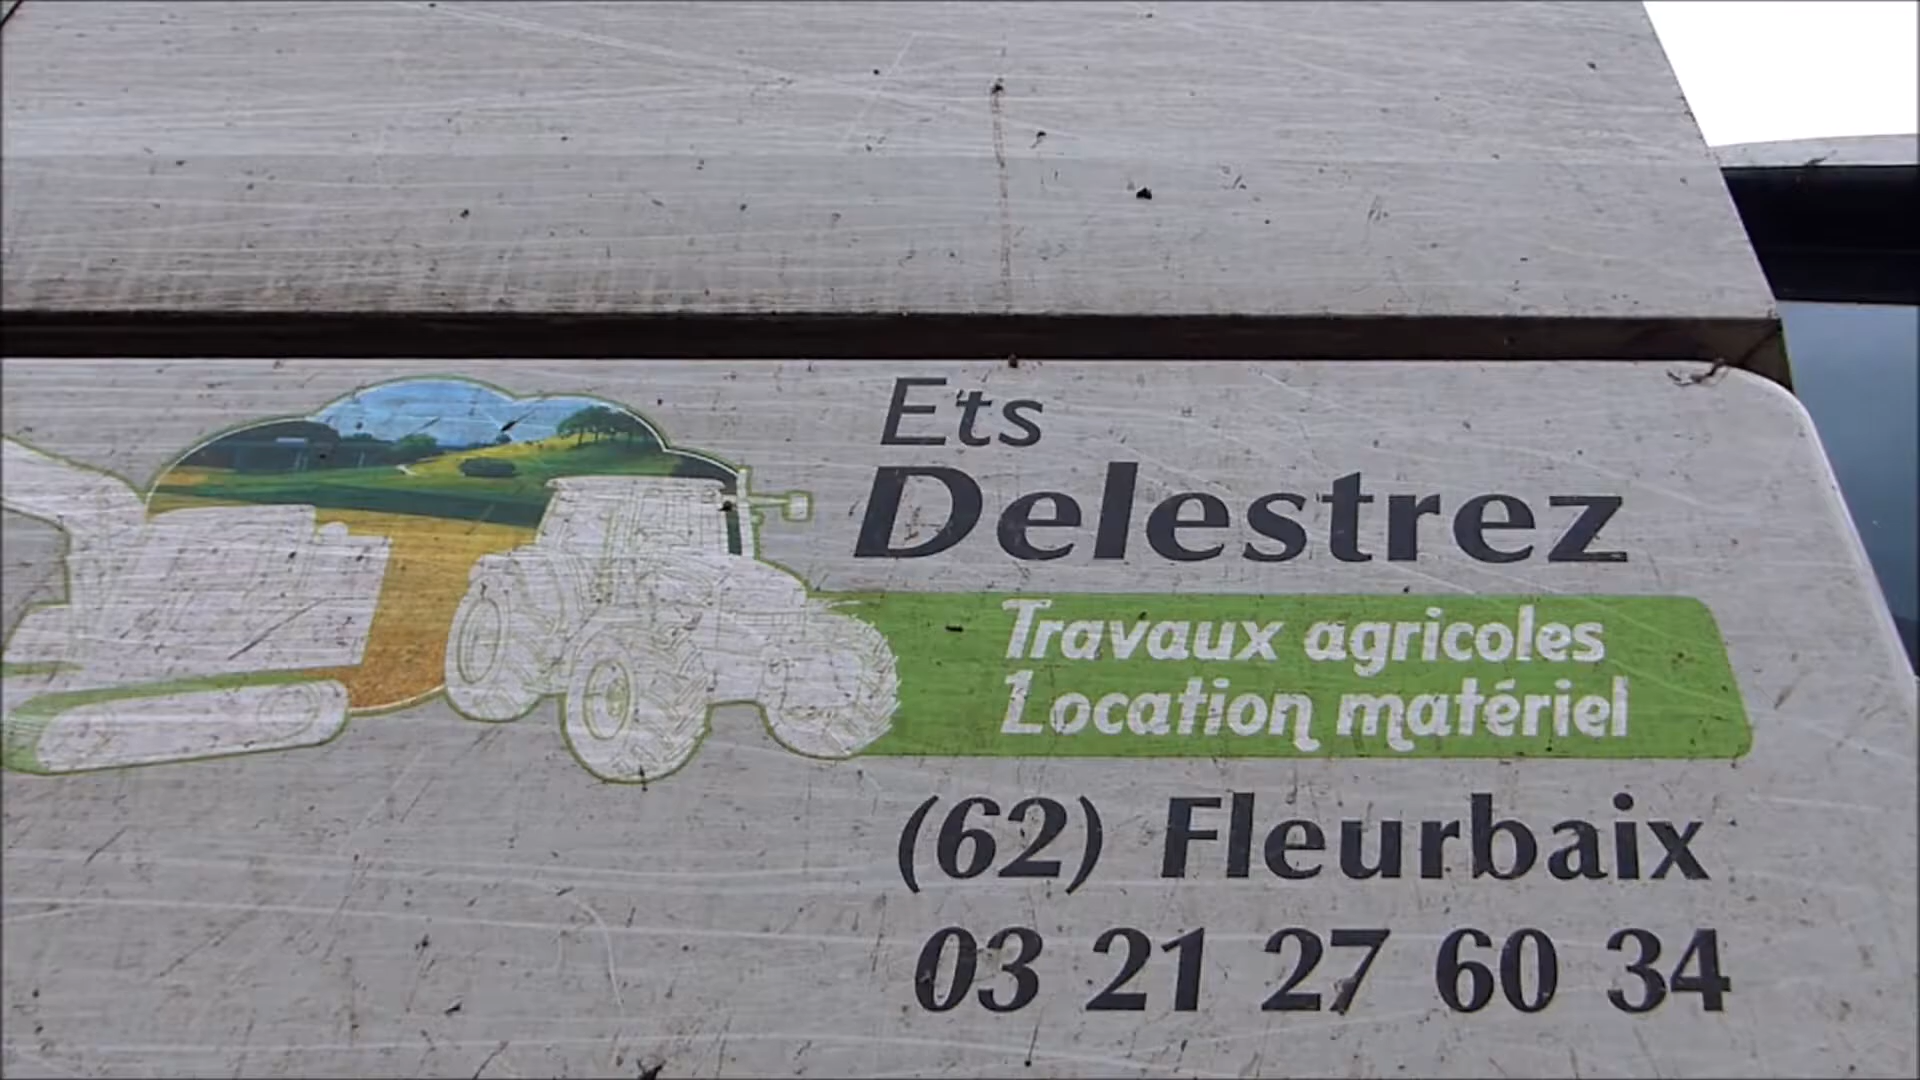 Ets
Delestrez
Travaux agricoles
Location matériel
(62) Fleurbaix
03 21 27 60 34